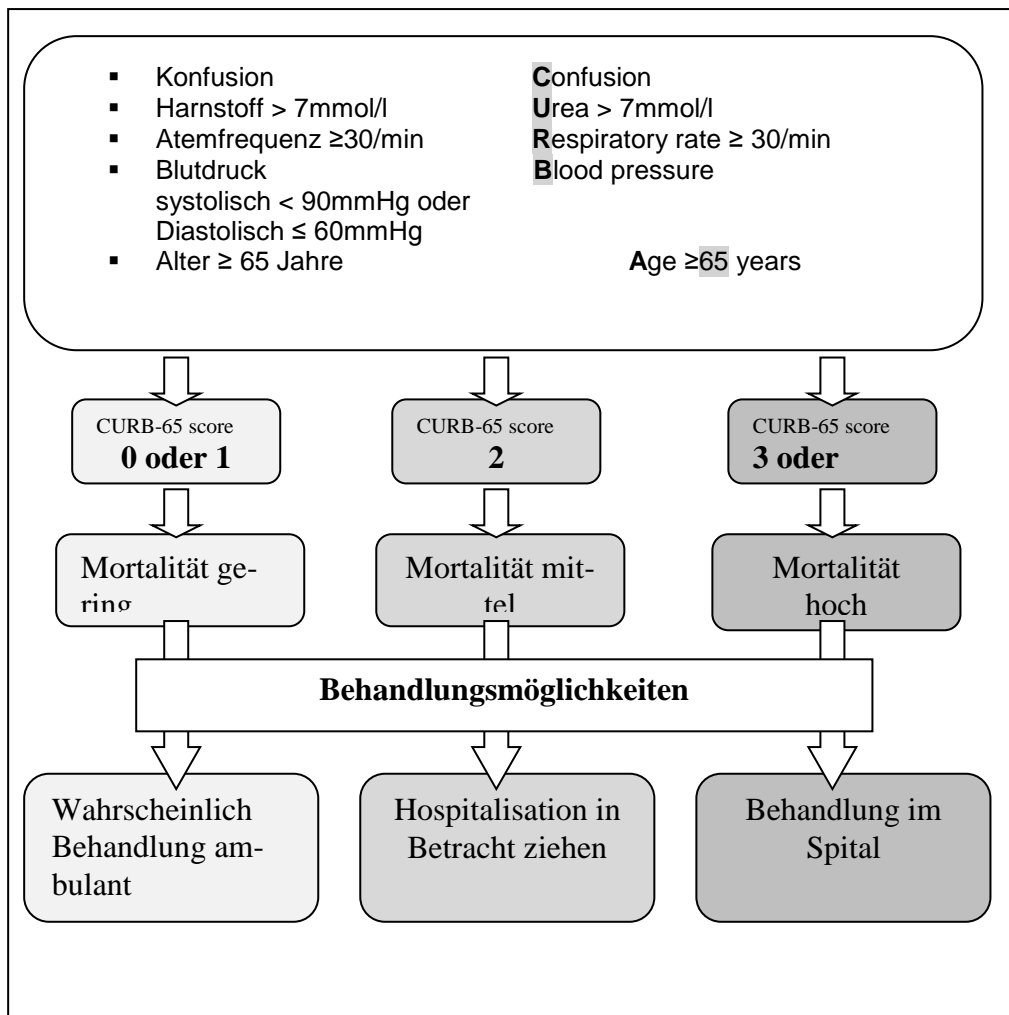 ▪ Konfusion Confusion
▪ Harnstoff > 7mmol/l Urea > 7mmol/l
▪ Atemfrequenz ≥30/min Respiratory rate ≥ 30/min
▪ Blutdruck Blood pressure
systolisch < 90mmHg oder
Diastolisch ≤ 60mmHg
▪ Alter ≥ 65 Jahre Age ≥65 years
CURB-65 score
0 oder 1
CURB-65 score
2
CURB-65 score
3 oder
Mortalität ge-
ring
Mortalität mit-
tel
Mortalität
hoch
Behandlungsmöglichkeiten
Wahrscheinlich
Behandlung am-
bulant
Hospitalisation in
Betracht ziehen
Behandlung im
Spital